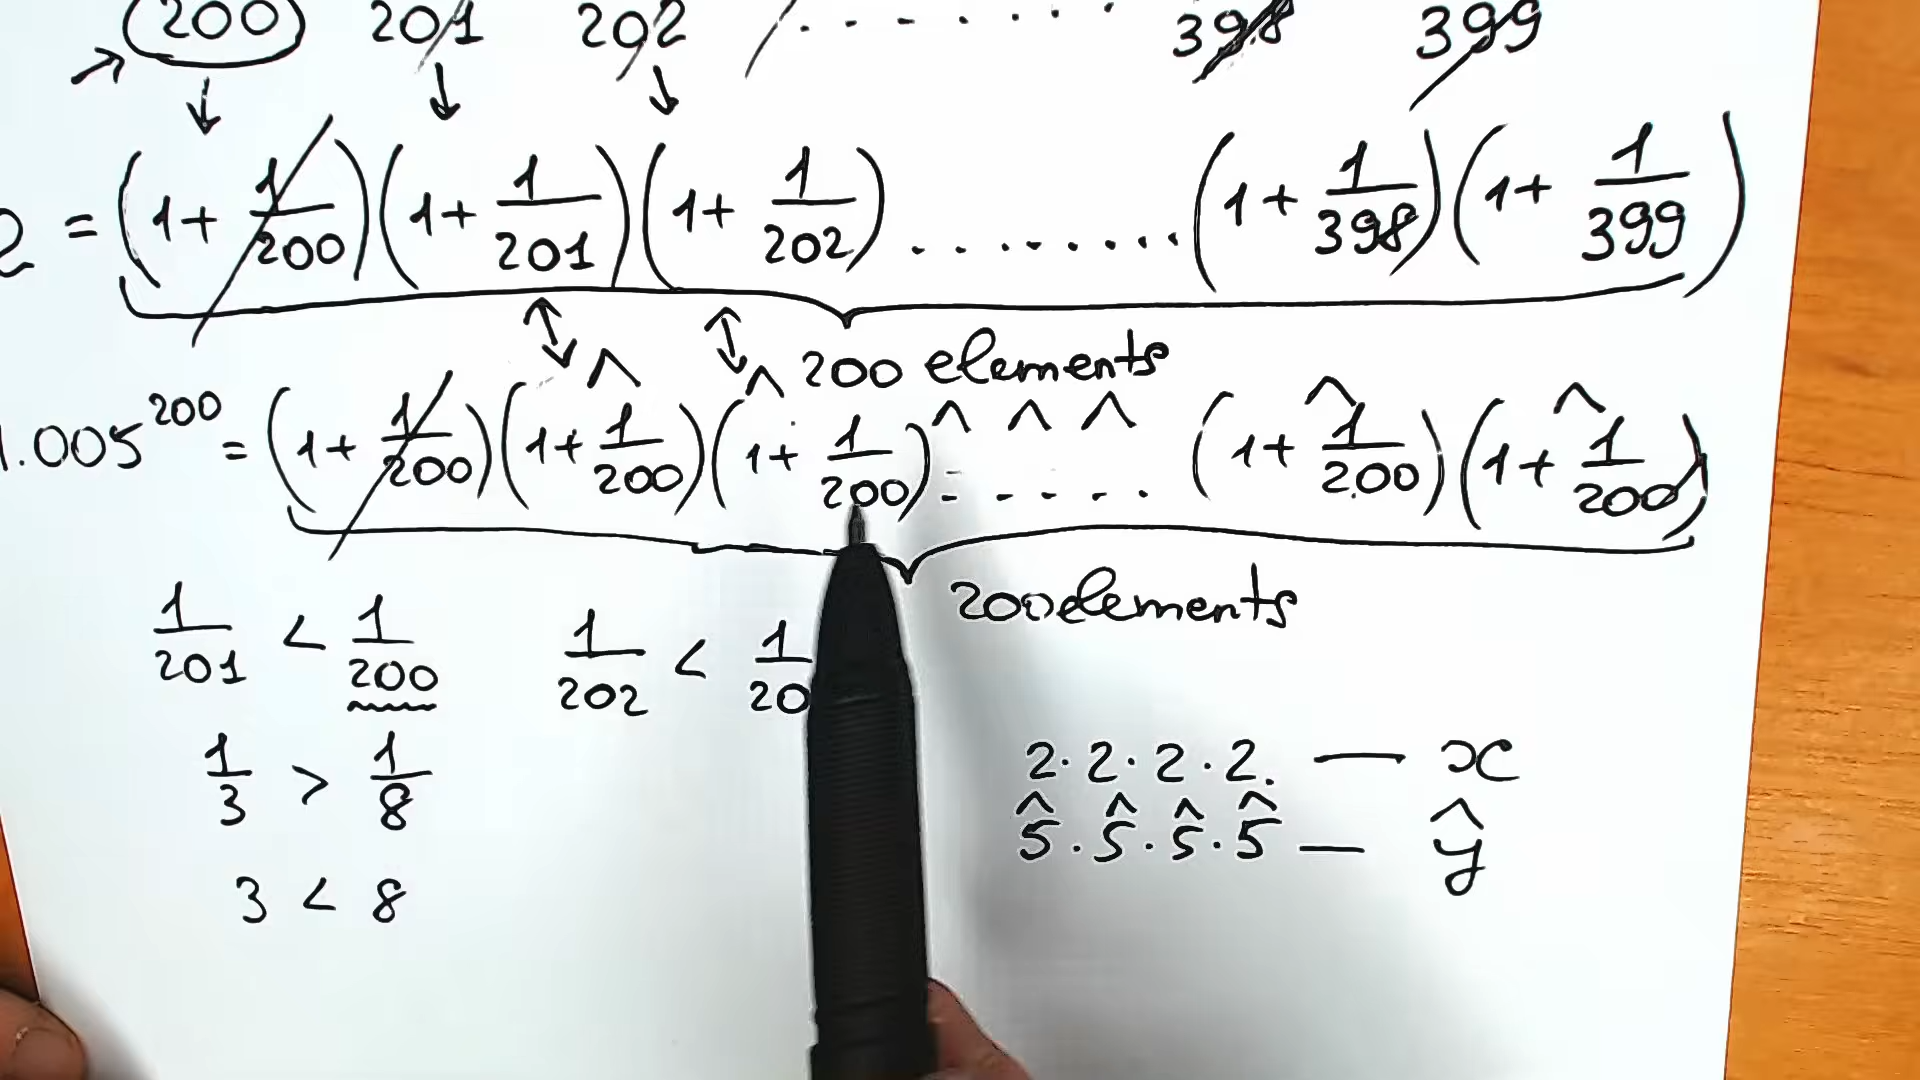 200 201 202 / . . . . . . . 398 399
2 = (1 + 1/200)(1 + 1/201)(1 + 1/202) . . . . . . . . (1 + 1/398)(1 + 1/399)
200 elements
1.005^200 = (1 + 1/200)(1 + 1/200)(1 + 1/200) - . . . . (1 + 1/200)(1 + 1/200)
200 elements
1/201 < 1/200 1/202 < 1/20
1/3 > 1/8
2 · 2 · 2 · 2. — x
^ ^ ^ ^ ^
5 · 5 · 5 · 5 — y
3 < 8